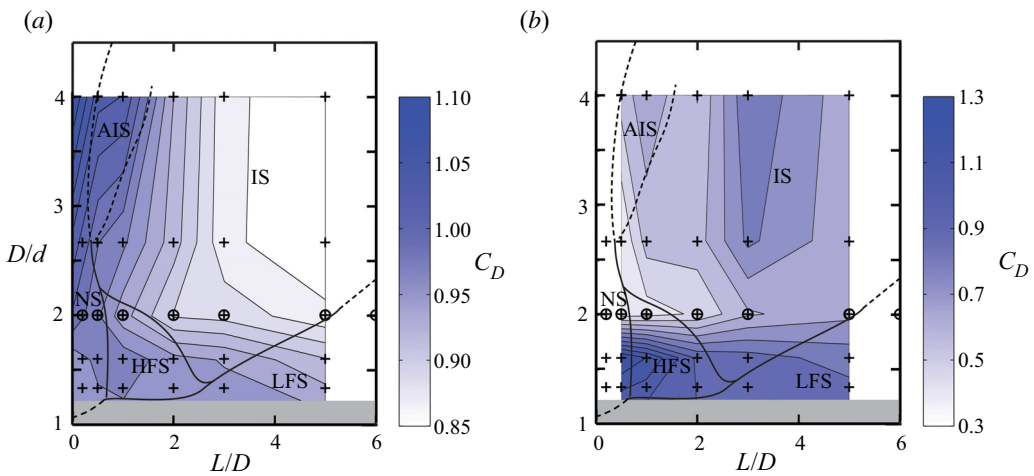 (a)
(b)
4
3
D/d
2
1
0
2
4
6
L/D
AIS
IS
NS
HFS
LFS
1.10
1.05
1.00
0.95
0.90
0.85
C_D
4
3
2
1
0
2
4
6
L/D
AIS
IS
NS
HFS
LFS
1.3
1.1
0.9
0.7
0.5
0.3
C_D